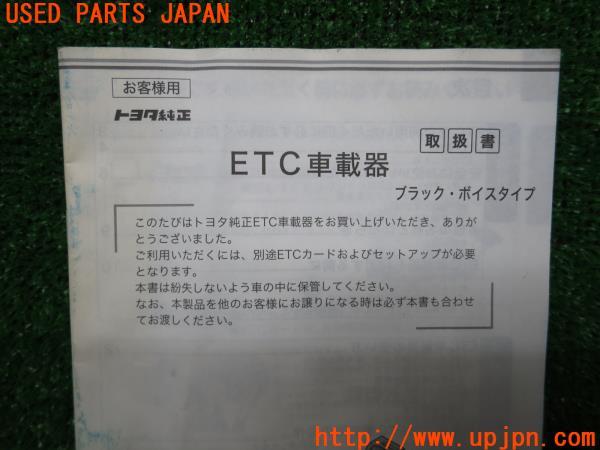 USED PARTS JAPAN
お客様用
トヨタ純正
取扱書
ETC車載器
ブラック・ボイスタイプ
このたびはトヨタ純正ETC車載器をお買い上げいただき、ありが
とうございました。
ご利用いただくには、別途ETCカードおよびセットアップが必要
となります。
本書は紛失しないよう車の中に保管してください。
なお、本製品を他のお客様にお譲りになる時は必ず本書も合わせ
てお渡しください。
https://www.upjpn.com/